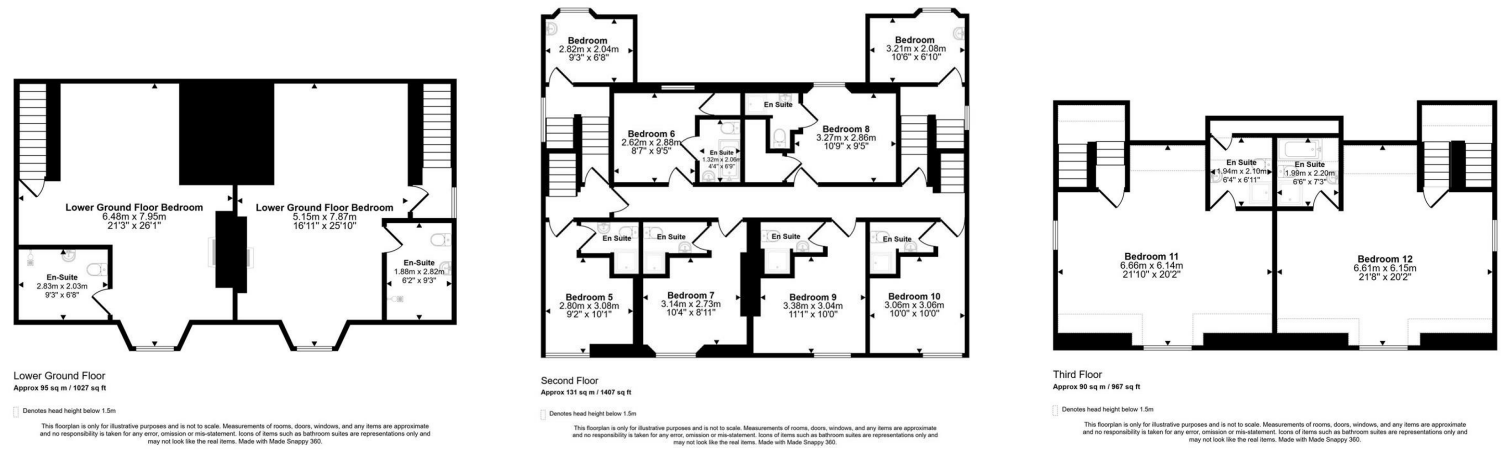 Lower Ground Floor Bedroom
6.48m x 7.95m
21'3" x 26'1"
Lower Ground Floor Bedroom
5.15m x 7.87m
16'11" x 25'10"
En-Suite
2.83m x 2.03m
9'3" x 6'8"
En-Suite
1.88m x 2.82m
6'2" x 9'3"
Lower Ground Floor
Approx 95 sq m / 1027 sq ft
Denotes head height below 1.5m
This floorplan is only for illustrative purposes and is not to scale. Measurements of rooms, doors, windows, and any items are approximate
and no responsibility is taken for any error, omission or mis-statement. Icons of items such as bathroom suites are representations only and
may not look like the real items. Made with Made Snappy 360.
Bedroom
2.82m x 2.04m
9'3" x 6'8"
Bedroom
3.21m x 2.08m
10'6" x 6'10"
Bedroom 6
2.62m x 2.88m
8'7" x 9'5"
En Suite
1.32m x 2.06m
4'4" x 6'9"
En Suite
Bedroom 8
3.27m x 2.86m
10'9" x 9'5"
En Suite
En Suite
En Suite
En Suite
Bedroom 5
2.80m x 3.08m
9'2" x 10'1"
Bedroom 7
3.14m x 2.73m
10'4" x 8'11"
Bedroom 9
3.38m x 3.04m
11'1" x 10'0"
Bedroom 10
3.06m x 3.06m
10'0" x 10'0"
Second Floor
Approx 131 sq m / 1407 sq ft
Denotes head height below 1.5m
This floorplan is only for illustrative purposes and is not to scale. Measurements of rooms, doors, windows, and any items are approximate
and no responsibility is taken for any error, omission or mis-statement. Icons of items such as bathroom suites are representations only and
may not look like the real items. Made with Made Snappy 360.
En Suite
1.94m x 2.10m
6'4" x 6'11"
En Suite
1.99m x 2.20m
6'6" x 7'3"
Bedroom 11
6.66m x 6.14m
21'10" x 20'2"
Bedroom 12
6.61m x 6.15m
21'8" x 20'2"
Third Floor
Approx 90 sq m / 967 sq ft
Denotes head height below 1.5m
This floorplan is only for illustrative purposes and is not to scale. Measurements of rooms, doors, windows, and any items are approximate
and no responsibility is taken for any error, omission or mis-statement. Icons of items such as bathroom suites are representations only and
may not look like the real items. Made with Made Snappy 360.